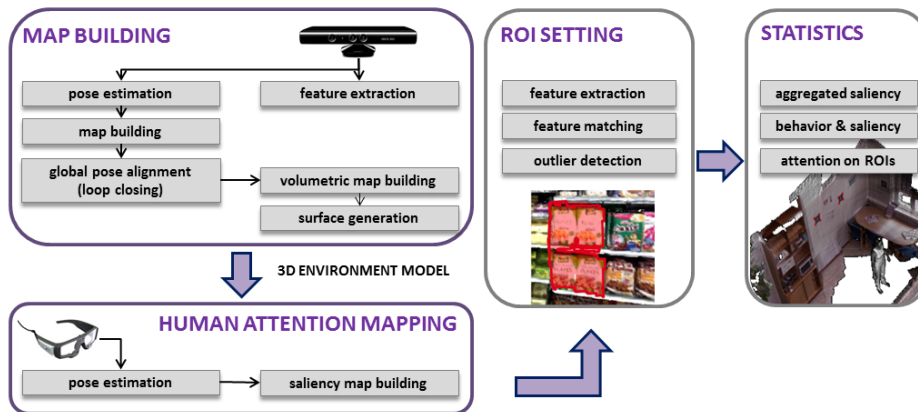 MAP BUILDING
pose estimation
feature extraction
map building
global pose alignment
(loop closing)
volumetric map building
surface generation
3D ENVIRONMENT MODEL
HUMAN ATTENTION MAPPING
pose estimation
saliency map building
ROI SETTING
feature extraction
feature matching
outlier detection
STATISTICS
aggregated saliency
behavior & saliency
attention on ROIs